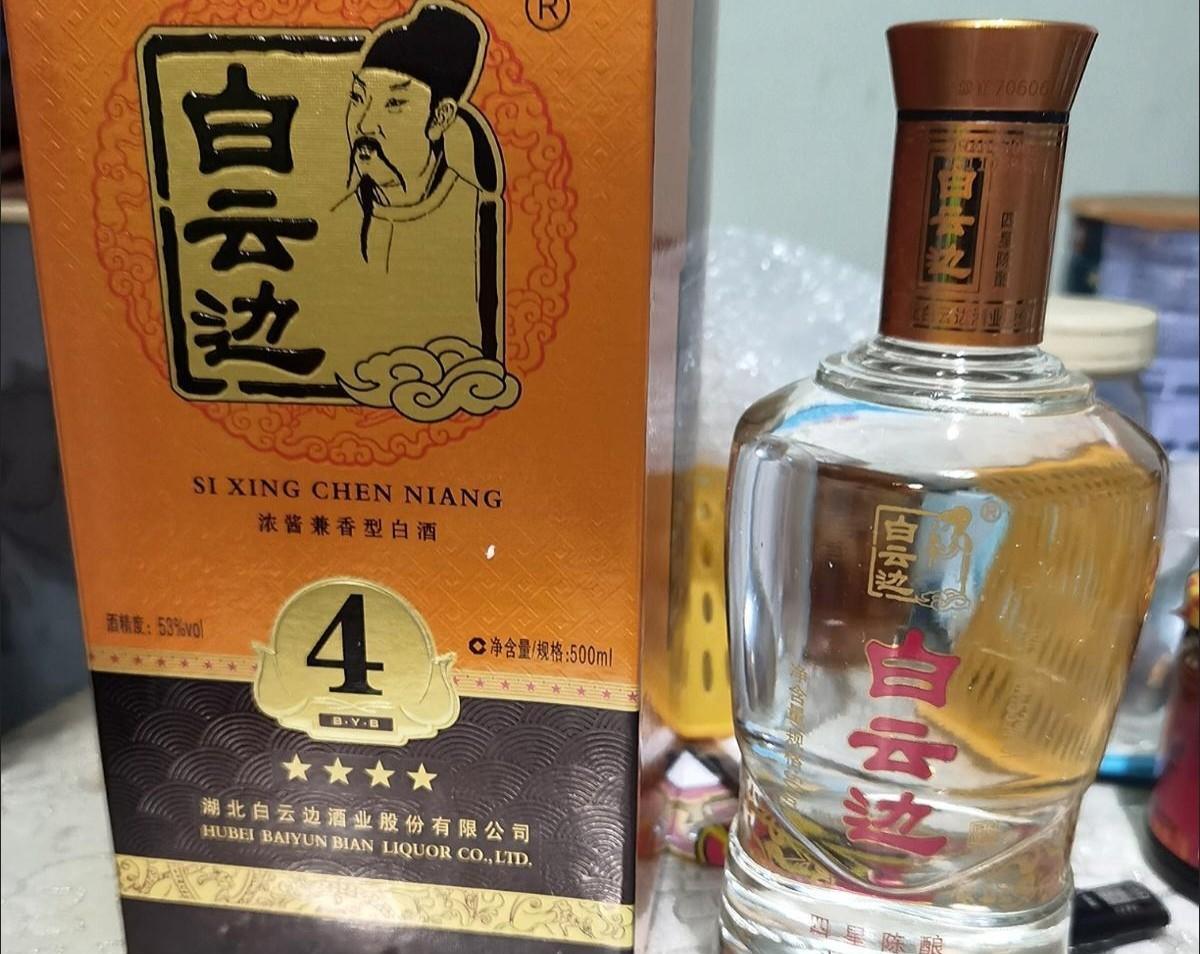 ®
白云边
SI XING CHEN NIANG
浓酱兼香型白酒
酒精度：53%vol
净含量/规格:500ml
4
B·Y·B
湖北白云边酒业股份有限公司
HUBEI BAIYUN BIAN LIQUOR CO.,LTD.
70606
白云边
四星陈酿
白云边
®
白云边
四星陈酿